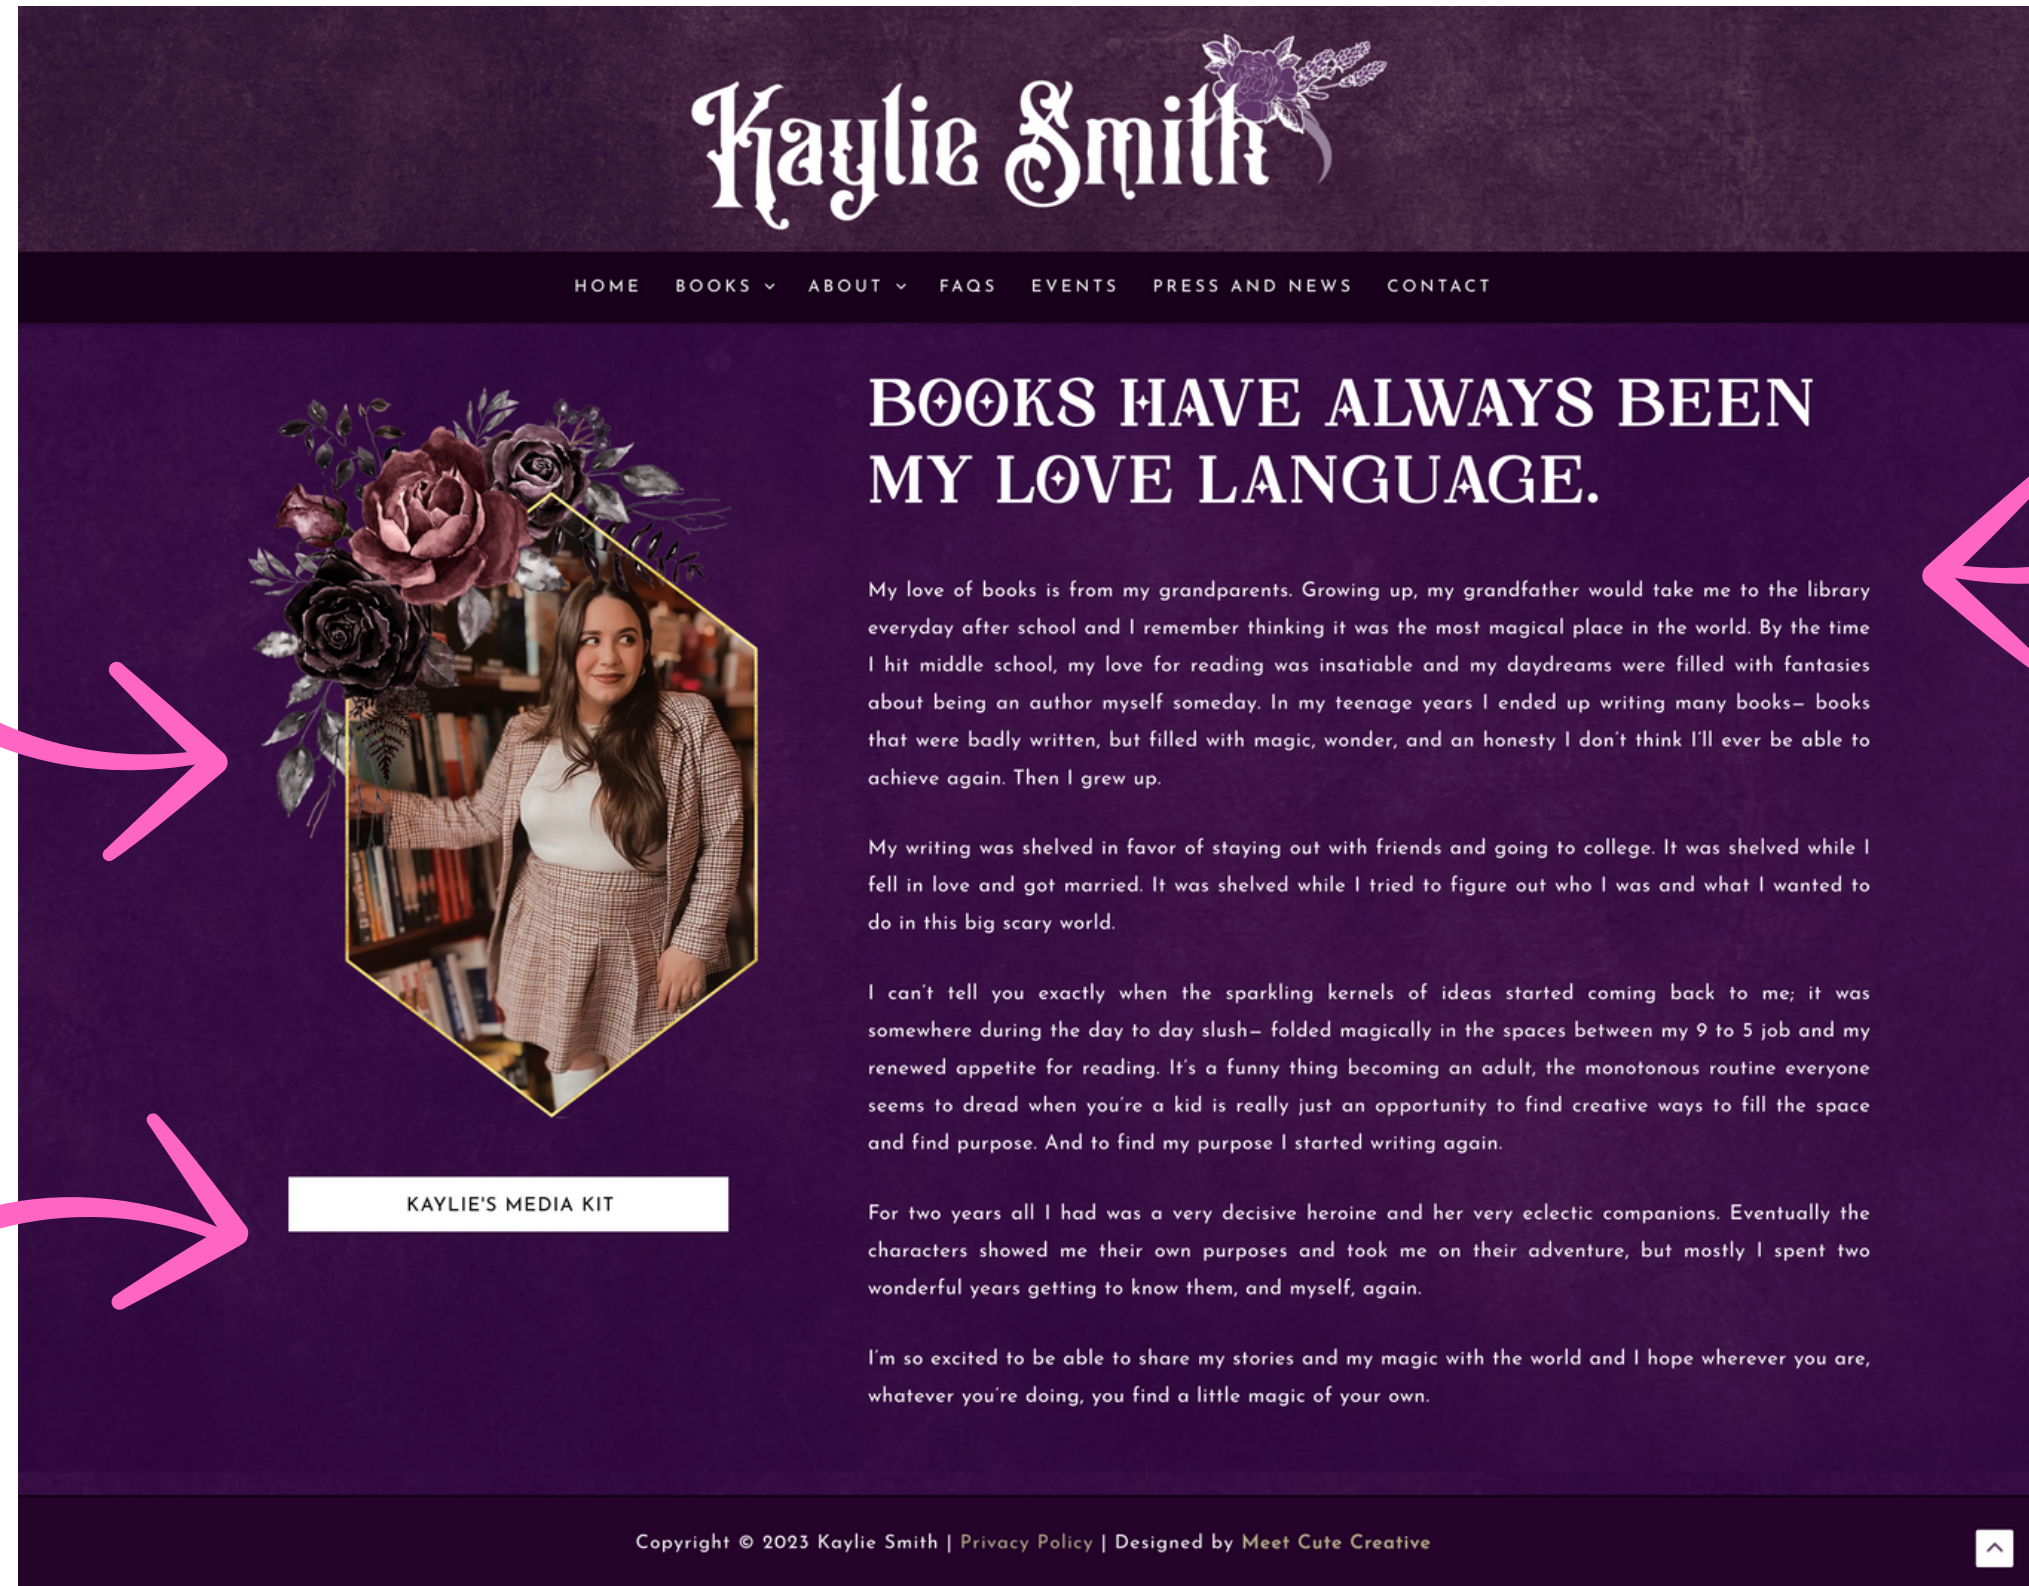 Kaylie Smith
HOME BOOKS ABOUT FAQS EVENTS PRESS AND NEWS CONTACT
BOOKS HAVE ALWAYS BEEN
MY LOVE LANGUAGE.
My love of books is from my grandparents. Growing up, my grandfather would take me to the library
everyday after school and I remember thinking it was the most magical place in the world. By the time
I hit middle school, my love for reading was insatiable and my daydreams were filled with fantasies
about being an author myself someday. In my teenage years I ended up writing many books– books
that were badly written, but filled with magic, wonder, and an honesty I don't think I'll ever be able to
achieve again. Then I grew up.
My writing was shelved in favor of staying out with friends and going to college. It was shelved while I
fell in love and got married. It was shelved while I tried to figure out who I was and what I wanted to
do in this big scary world.
I can't tell you exactly when the sparkling kernels of ideas started coming back to me; it was
somewhere during the day to day slush– folded magically in the spaces between my 9 to 5 job and my
renewed appetite for reading. It's a funny thing becoming an adult, the monotonous routine everyone
seems to dread when you're a kid is really just an opportunity to find creative ways to fill the space
and find purpose. And to find my purpose I started writing again.
For two years all I had was a very decisive heroine and her very eclectic companions. Eventually the
characters showed me their own purposes and took me on their adventure, but mostly I spent two
wonderful years getting to know them, and myself, again.
I'm so excited to be able to share my stories and my magic with the world and I hope wherever you are,
whatever you're doing, you find a little magic of your own.
KAYLIE'S MEDIA KIT
Copyright © 2023 Kaylie Smith | Privacy Policy | Designed by Meet Cute Creative